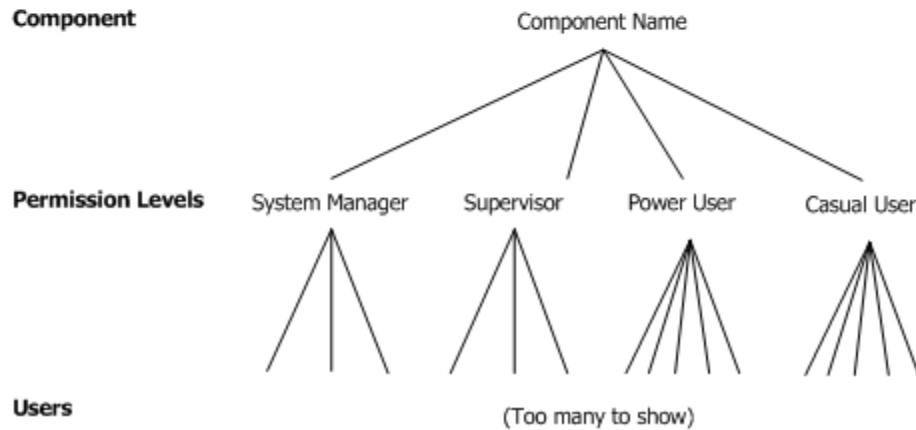 Component
Component Name
Permission Levels
System Manager
Supervisor
Power User
Casual User
Users
(Too many to show)